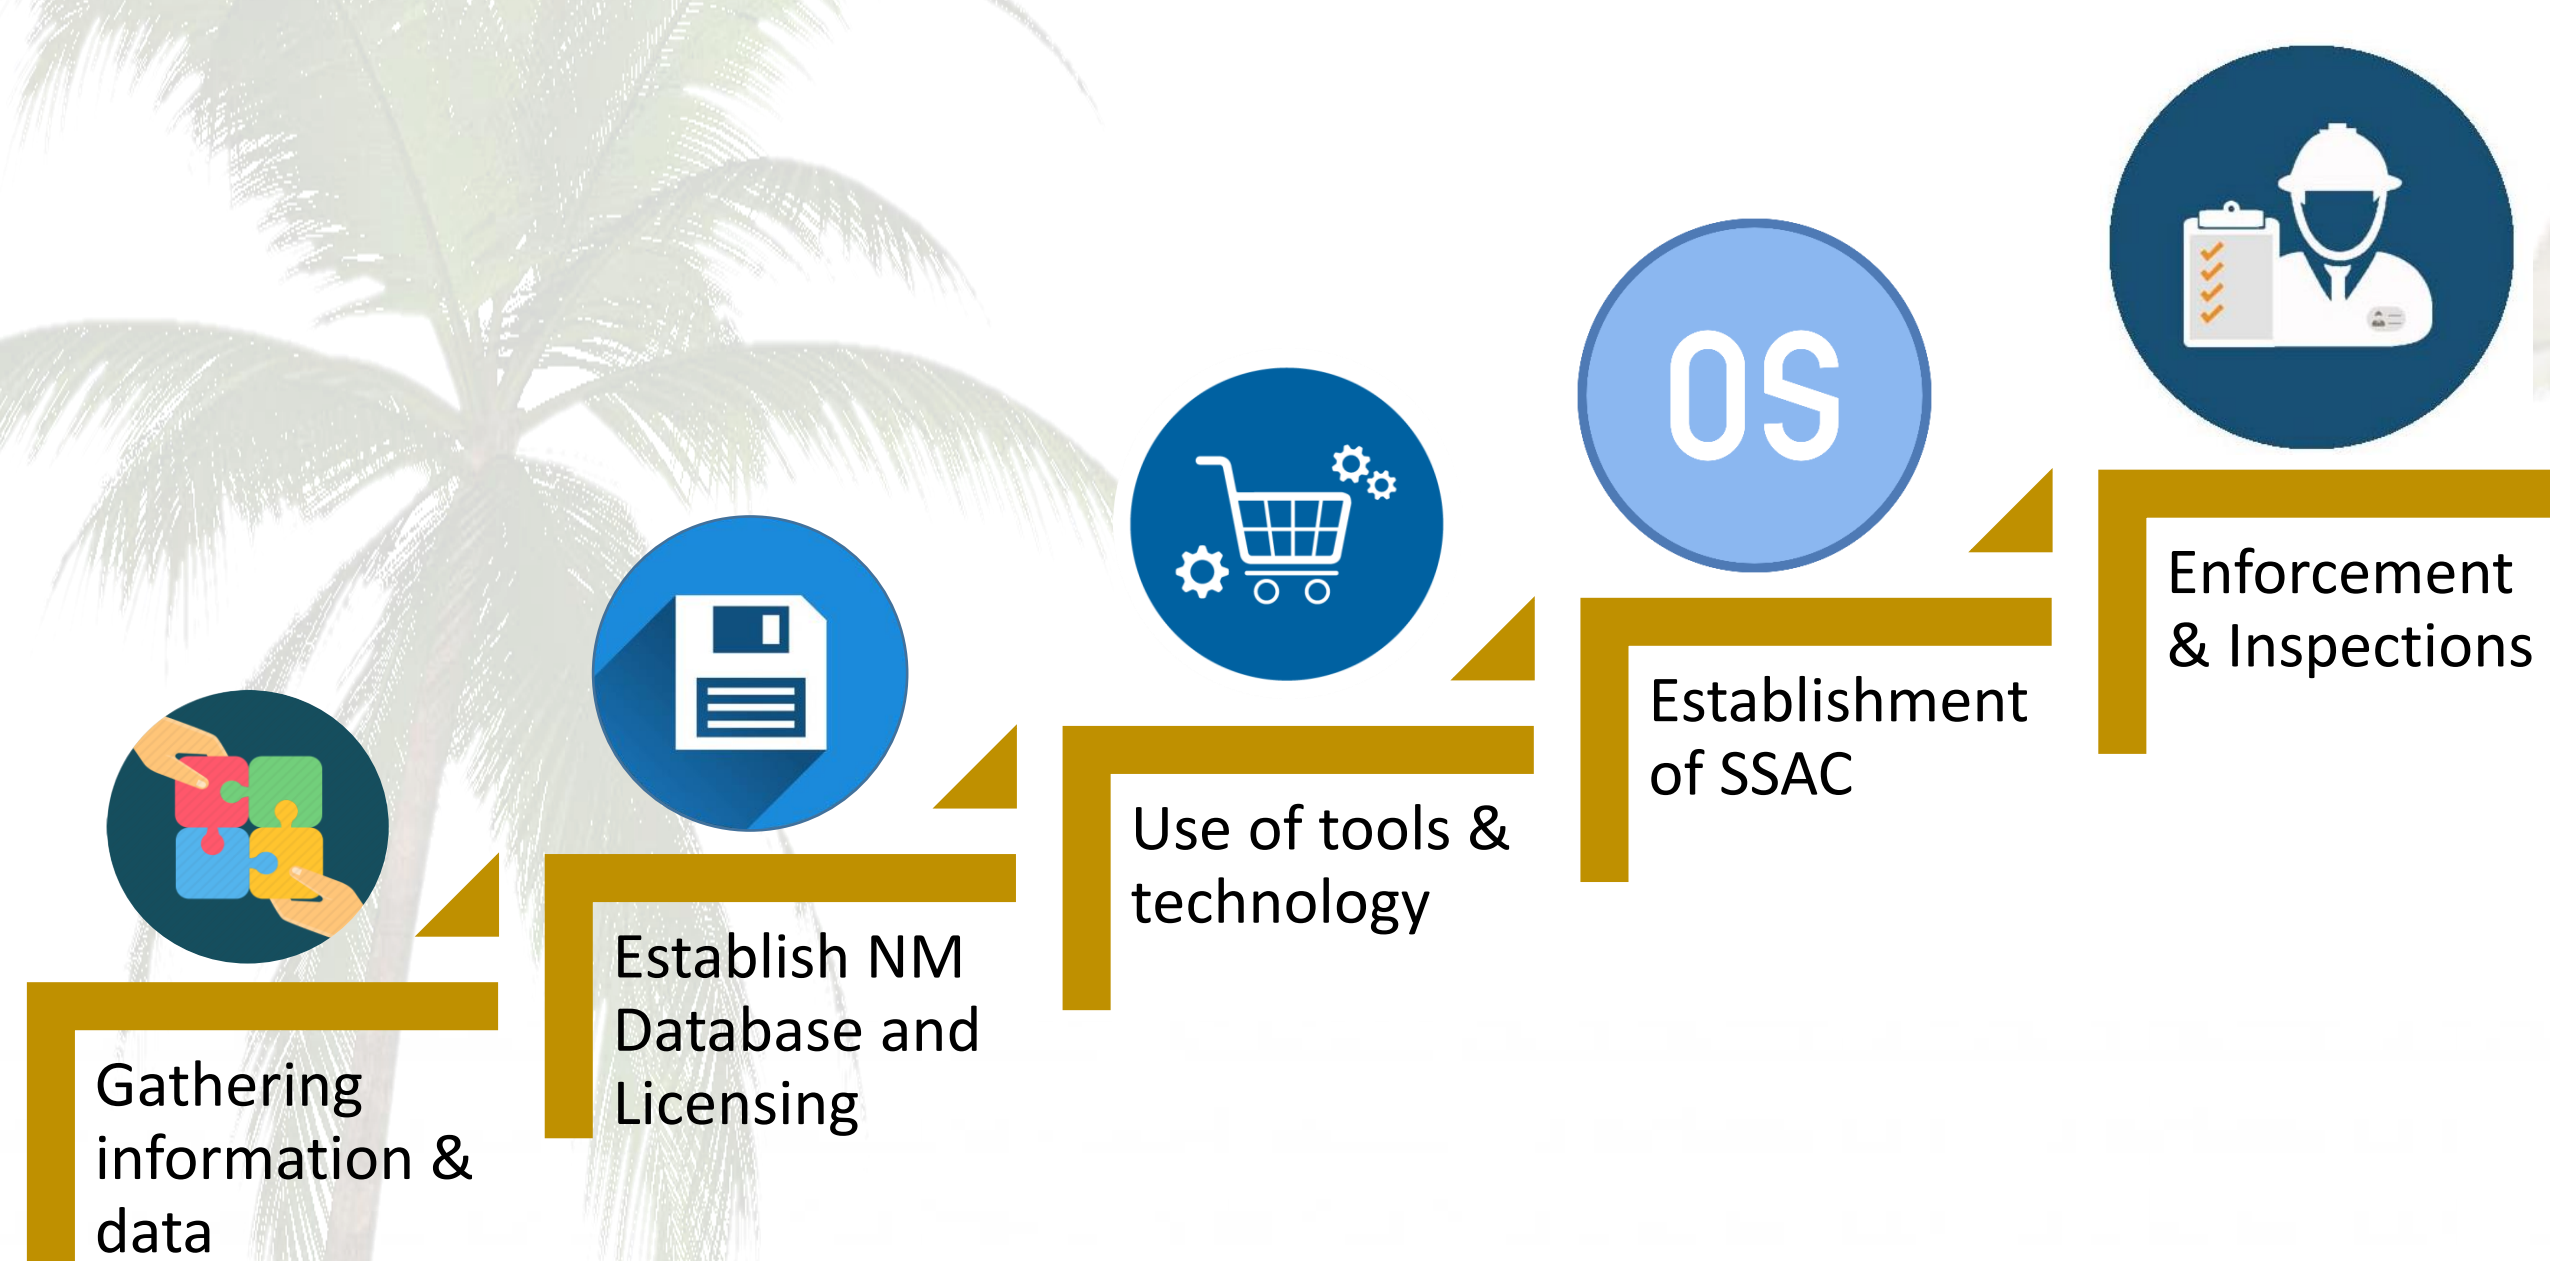 Gathering
information &
data
Establish NM
Database and
Licensing
Use of tools &
technology
OS
Establishment
of SSAC
Enforcement
& Inspections